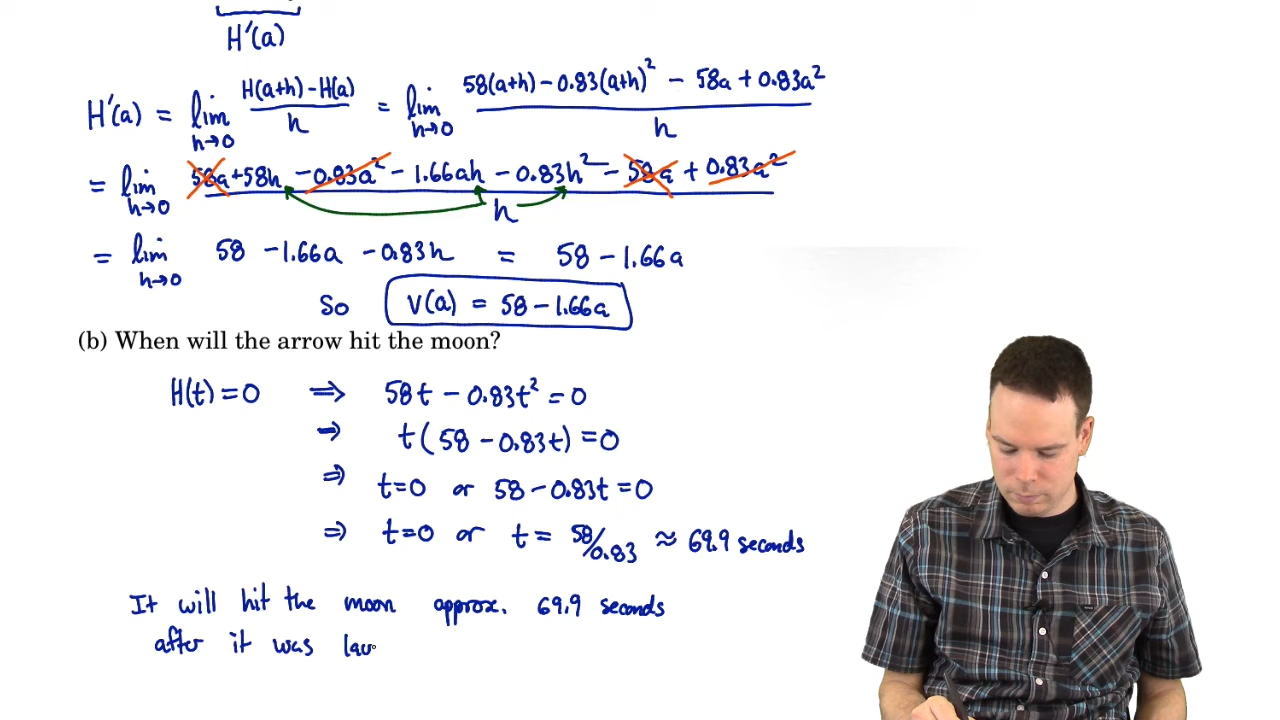 H'(a)
H'(a) = lim h→0 H(a+h) - H(a) / h = lim h→0 58(a+h) - 0.83(a+h)² - 58a + 0.83a² / h
= lim h→0 58a + 58h - 0.83a² - 1.66ah - 0.83h² - 58a + 0.83a² / h
= lim h→0 58 - 1.66a - 0.83h = 58 - 1.66a
So v(a) = 58 - 1.66a
(b) When will the arrow hit the moon?
H(t) = 0 ⇒ 58t - 0.83t² = 0
⇒ t(58 - 0.83t) = 0
⇒ t=0 or 58 - 0.83t = 0
⇒ t=0 or t = 58/0.83 ≈ 69.9 seconds
It will hit the moon approx. 69.9 seconds
after it was lau